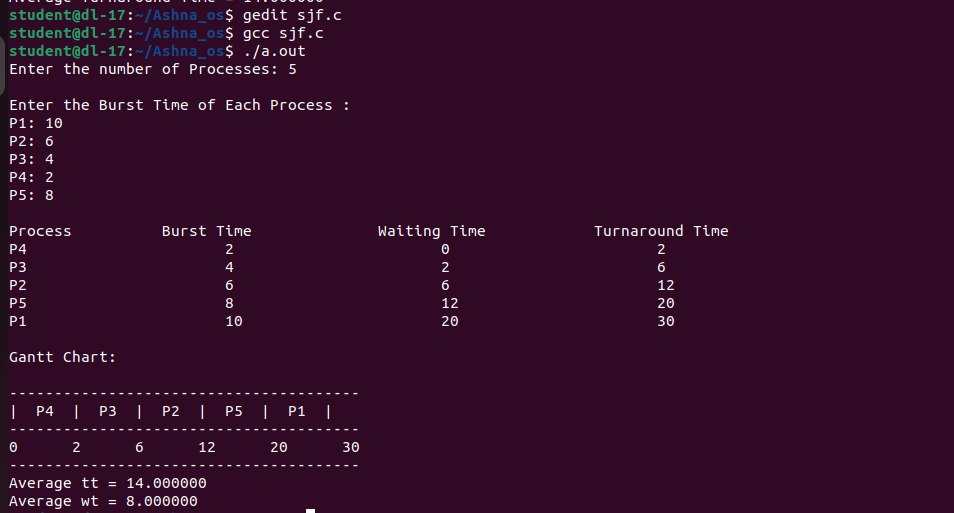 Average Turnaround Time = 14.000000
student@dl-17:~/Ashna_os$ gedit sjf.c
student@dl-17:~/Ashna_os$ gcc sjf.c
student@dl-17:~/Ashna_os$ ./a.out
Enter the number of Processes: 5
Enter the Burst Time of Each Process :
P1: 10
P2: 6
P3: 4
P4: 2
P5: 8
Process Burst Time Waiting Time Turnaround Time
P4 2 0 2
P3 4 2 6
P2 6 6 12
P5 8 12 20
P1 10 20 30
Gantt Chart:
---------------------------------------
| P4 | P3 | P2 | P5 | P1 |
---------------------------------------
0 2 6 12 20 30
---------------------------------------
Average tt = 14.000000
Average wt = 8.000000